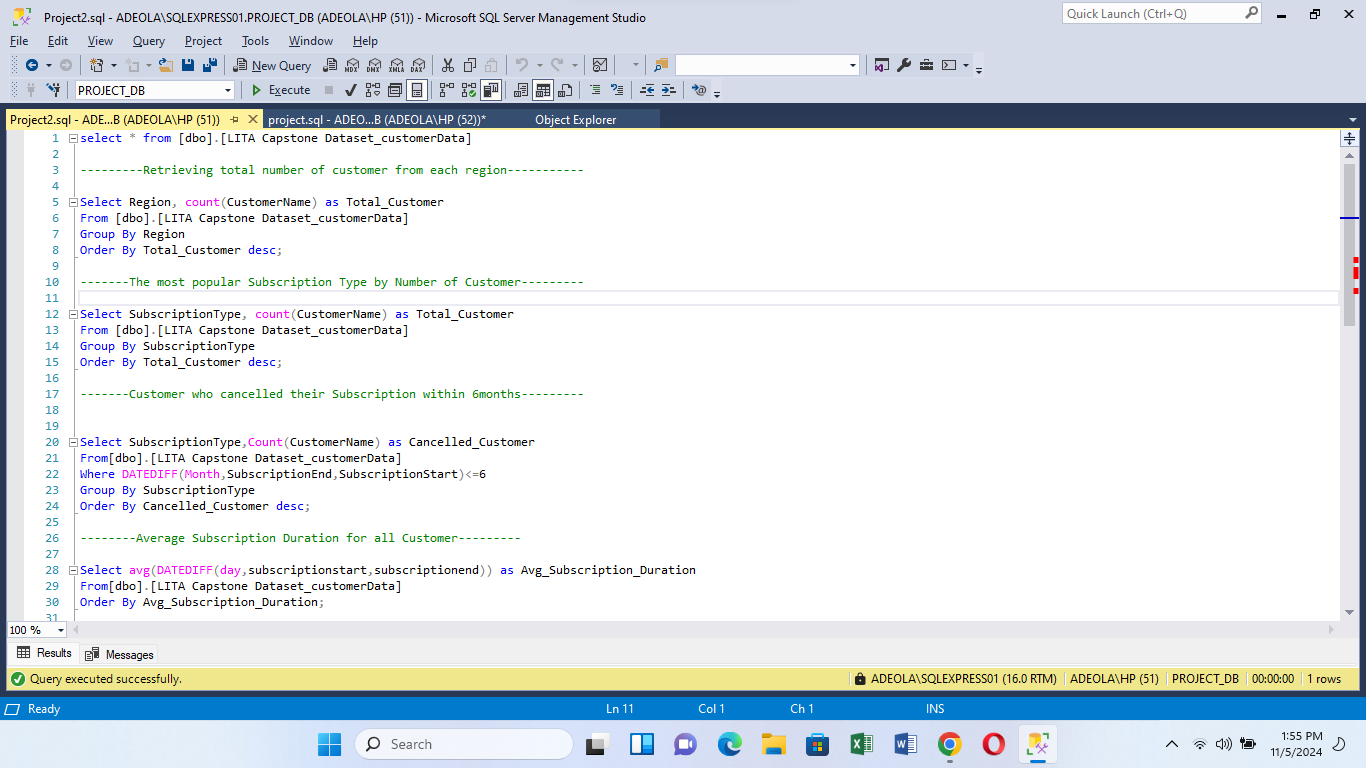 Project2.sql - ADEOLA\SQLEXPRESS01.PROJECT_DB (ADEOLA\HP (51)) - Microsoft SQL Server Management Studio
Quick Launch (Ctrl+Q)
File Edit View Query Project Tools Window Help
New Query MDX DMX XMLA DAX
PROJECT_DB Execute
Project2.sql - ADE...B (ADEOLA\HP (51)) project.sql - ADEO...B (ADEOLA\HP (52))* Object Explorer
1 select * from [dbo].[LITA Capstone Dataset_customerData]
2
3 ---------Retrieving total number of customer from each region-----------
4
5 Select Region, count(CustomerName) as Total_Customer
6 From [dbo].[LITA Capstone Dataset_customerData]
7 Group By Region
8 Order By Total_Customer desc;
9
10 -------The most popular Subscription Type by Number of Customer---------
11
12 Select SubscriptionType, count(CustomerName) as Total_Customer
13 From [dbo].[LITA Capstone Dataset_customerData]
14 Group By SubscriptionType
15 Order By Total_Customer desc;
16
17 -------Customer who cancelled their Subscription within 6months---------
18
19
20 Select SubscriptionType,Count(CustomerName) as Cancelled_Customer
21 From[dbo].[LITA Capstone Dataset_customerData]
22 Where DATEDIFF(Month,SubscriptionEnd,SubscriptionStart)<=6
23 Group By SubscriptionType
24 Order By Cancelled_Customer desc;
25
26 --------Average Subscription Duration for all Customer---------
27
28 Select avg(DATEDIFF(day,subscriptionstart,subscriptionend)) as Avg_Subscription_Duration
29 From[dbo].[LITA Capstone Dataset_customerData]
30 Order By Avg_Subscription_Duration;
31
100 %
Results Messages
Query executed successfully. ADEOLA\SQLEXPRESS01 (16.0 RTM) ADEOLA\HP (51) PROJECT_DB 00:00:00 1 rows
Ready Ln 11 Col 1 Ch 1 INS
Search
1:55 PM
11/5/2024